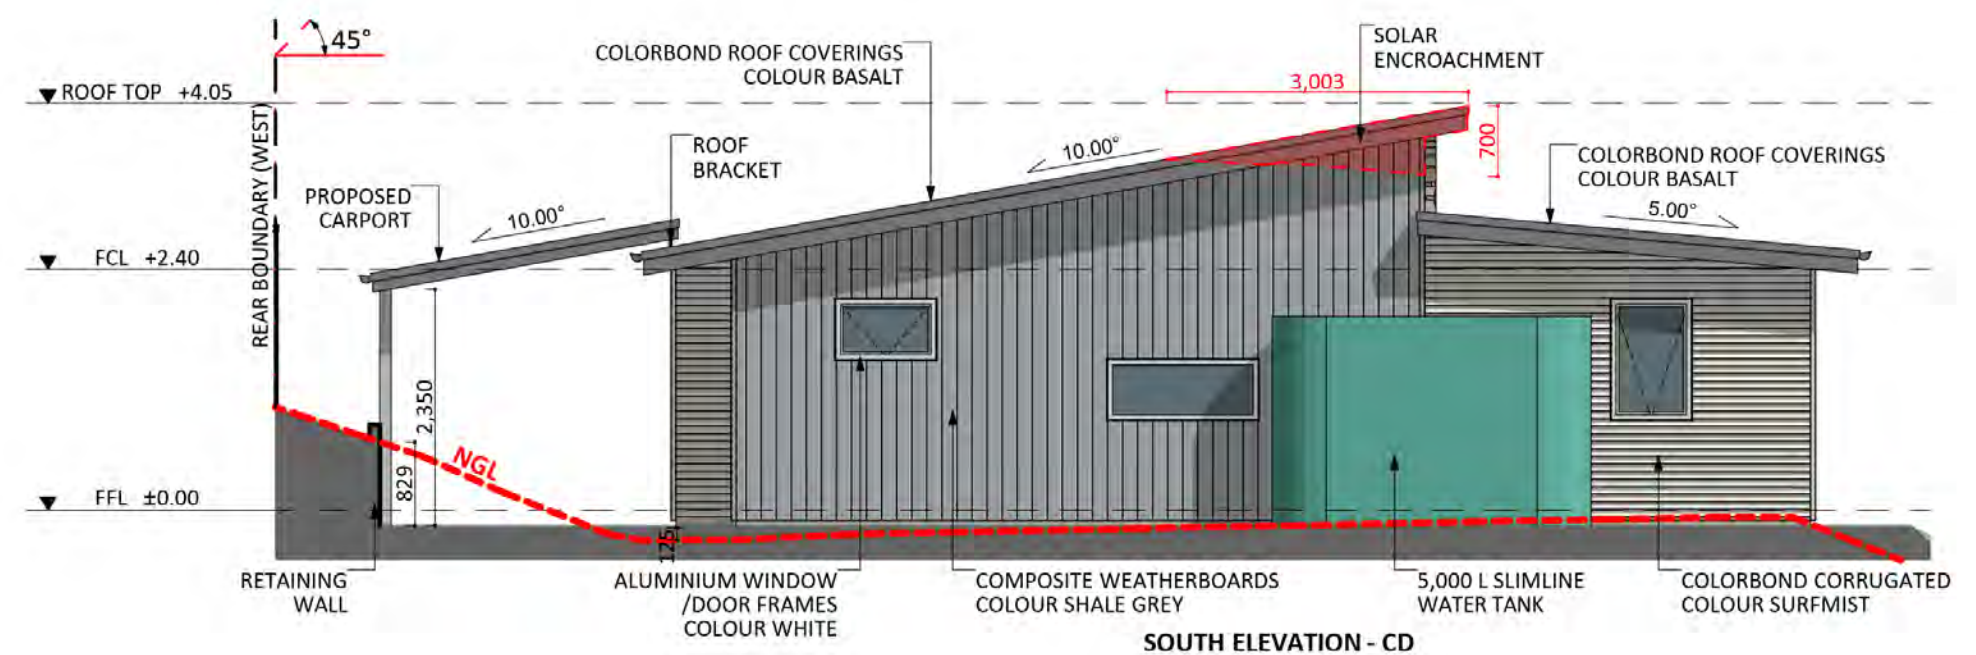 45°
COLORBOND ROOF COVERINGS
COLOUR BASALT
SOLAR
ENCROACHMENT
3,003
ROOF TOP +4.05
REAR BOUNDARY (WEST)
ROOF
BRACKET
10.00°
700
COLORBOND ROOF COVERINGS
COLOUR BASALT
PROPOSED
CARPORT
10.00°
5.00°
FCL +2.40
2,350
NGL
829
FFL ±0.00
125
RETAINING
WALL
ALUMINIUM WINDOW
/DOOR FRAMES
COLOUR WHITE
COMPOSITE WEATHERBOARDS
COLOUR SHALE GREY
5,000 L SLIMLINE
WATER TANK
COLORBOND CORRUGATED
COLOUR SURFMIST
SOUTH ELEVATION - CD